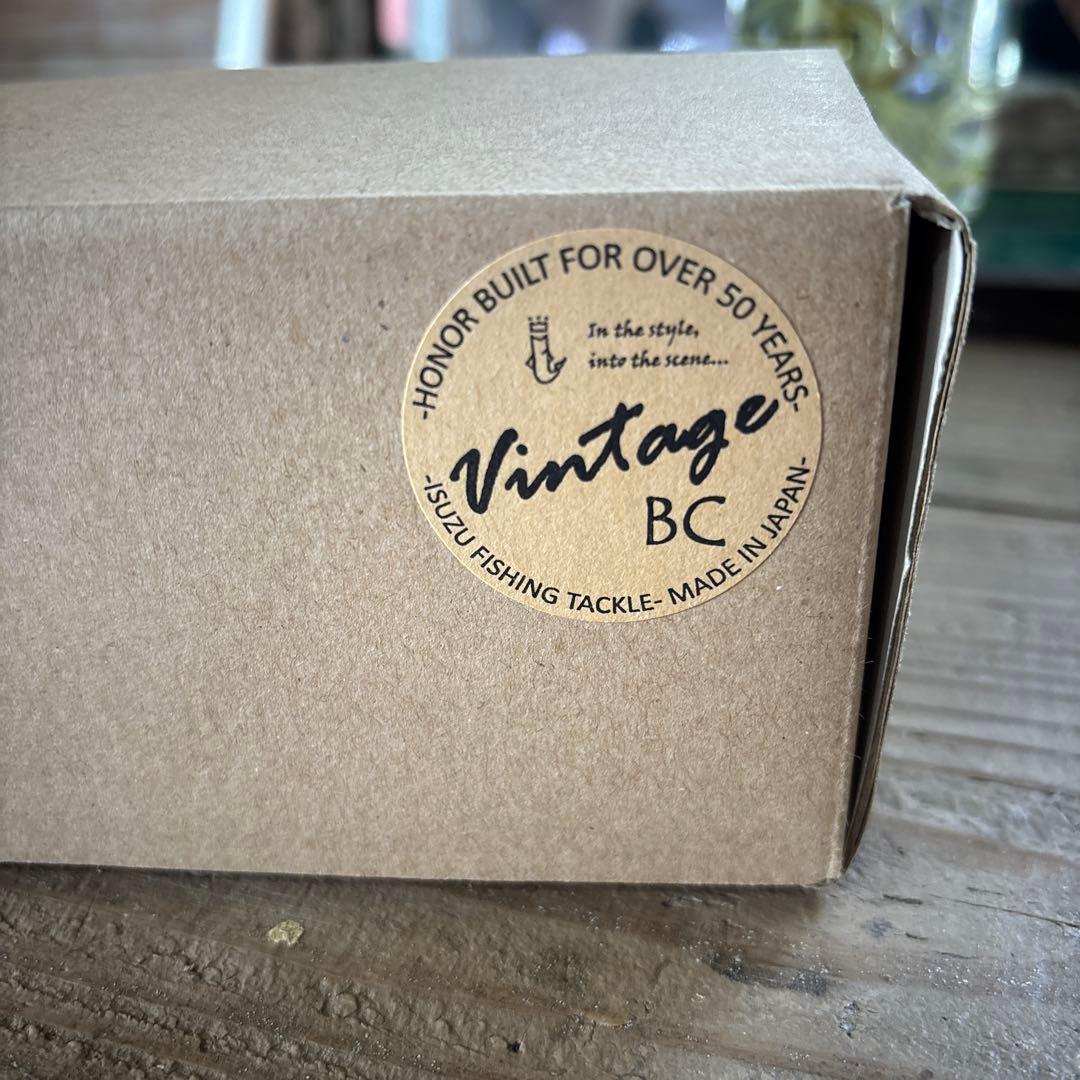 -HONOR BUILT FOR OVER 50 YEARS-
In the style,
into the scene...
Vintage
BC
-ISUZU FISHING TACKLE- MADE IN JAPAN-